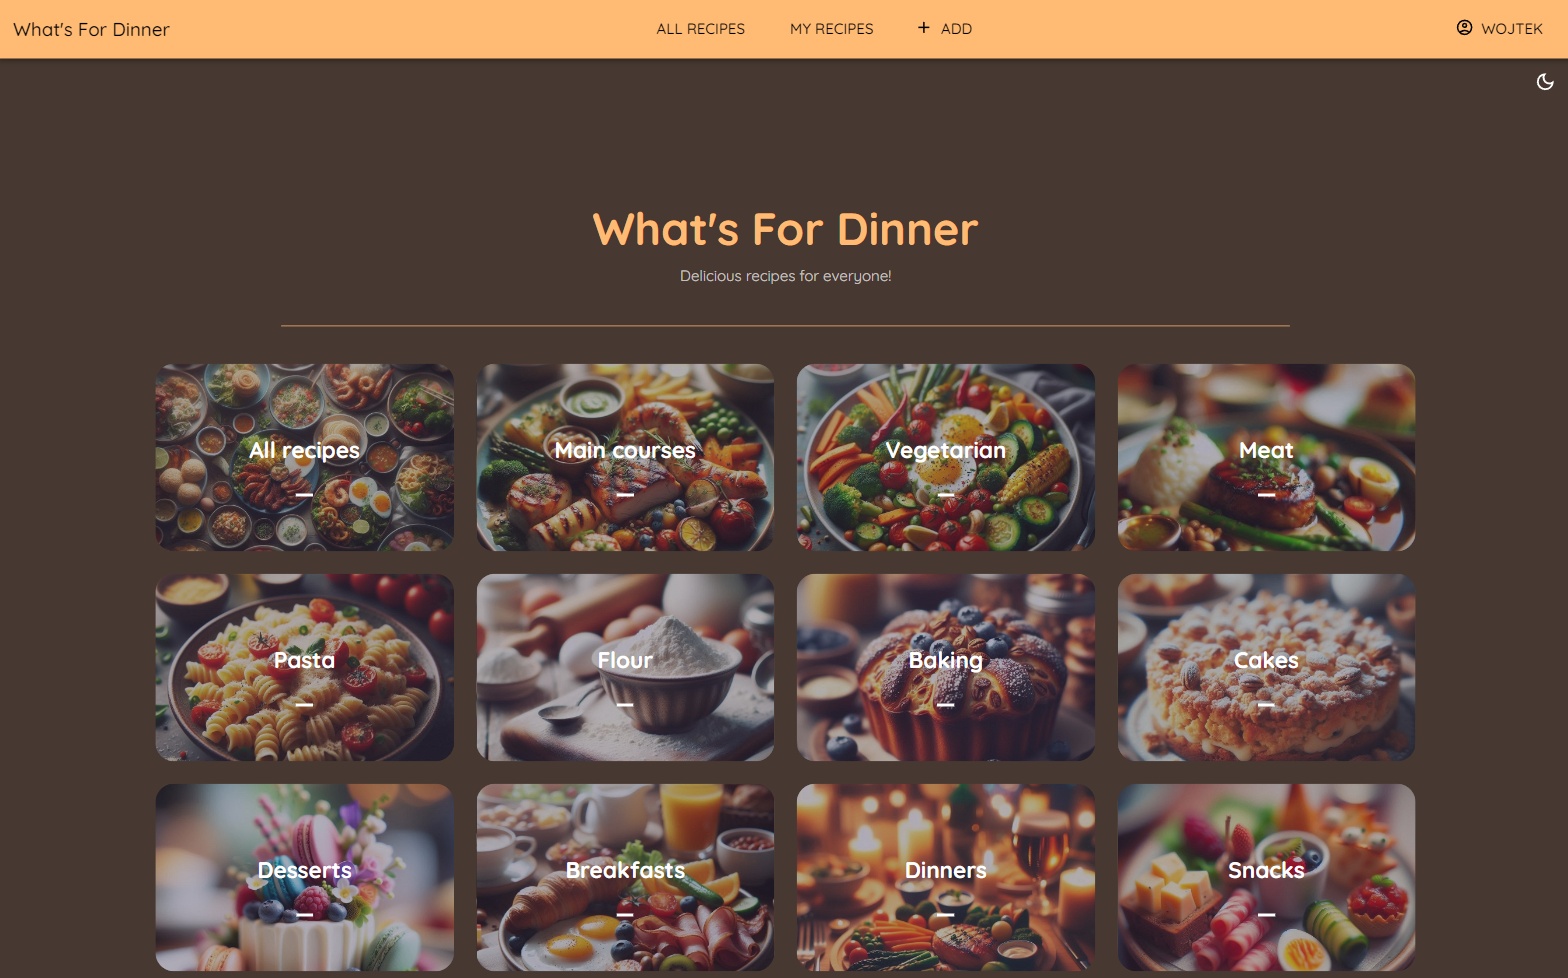 What's For Dinner
ALL RECIPES
MY RECIPES
+ ADD
WOJTEK
What's For Dinner
Delicious recipes for everyone!
All recipes
Main courses
Vegetarian
Meat
Pasta
Flour
Baking
Cakes
Desserts
Breakfasts
Dinners
Snacks